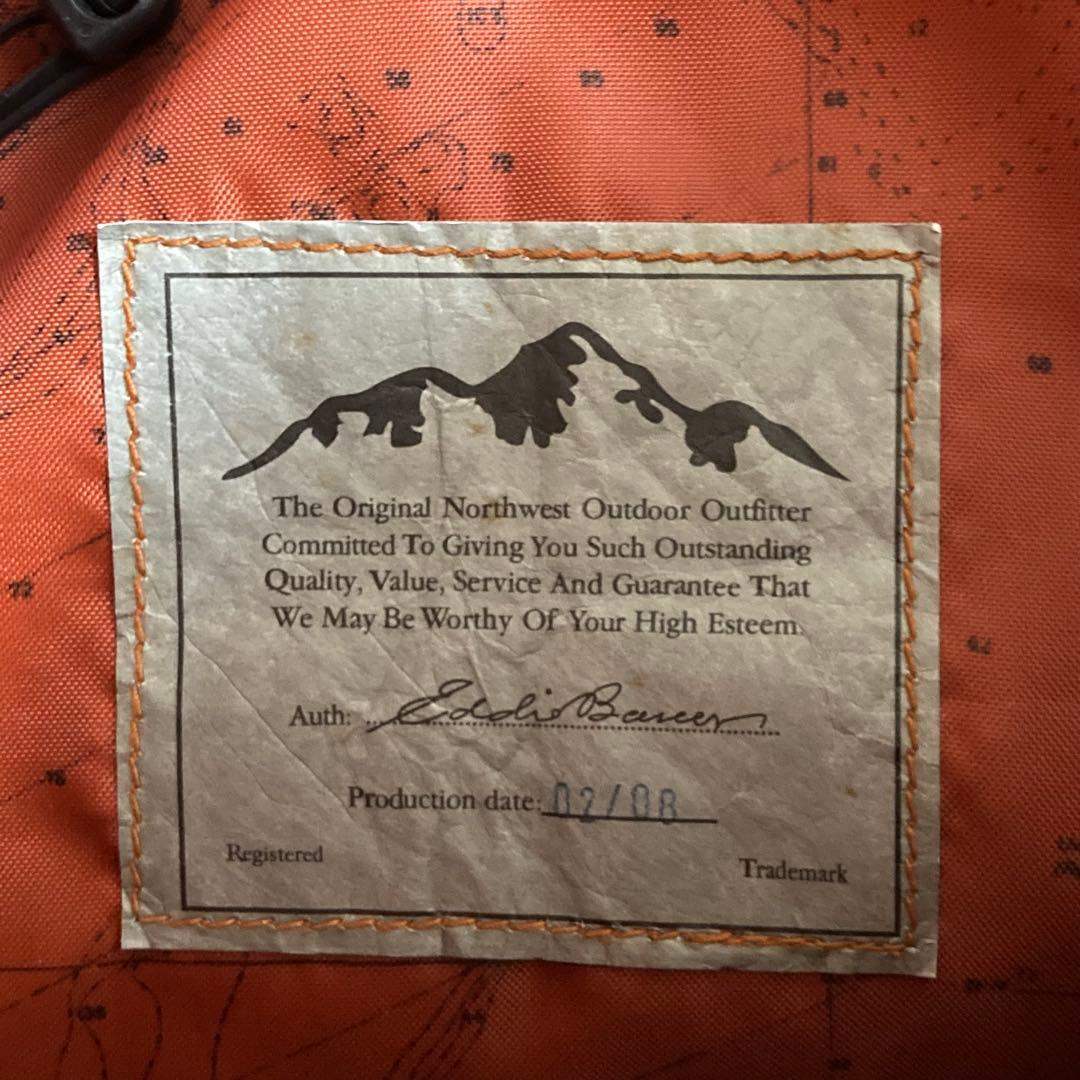 The Original Northwest Outdoor Outfitter
Committed To Giving You Such Outstanding
Quality, Value, Service And Guarantee That
We May Be Worthy Of Your High Esteem.
Auth: Eddie Bauer
Production date: 02/08
Registered
Trademark